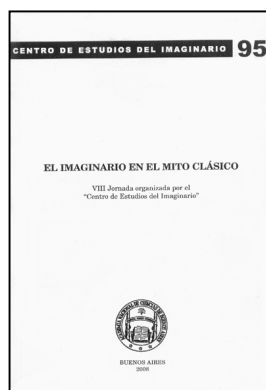 CENTRO DE ESTUDIOS DEL IMAGINARIO 95
EL IMAGINARIO EN EL MITO CLÁSICO
VIII Jornada organizada por el
"Centro de Estudios del Imaginario"
BUENOS AIRES
2008